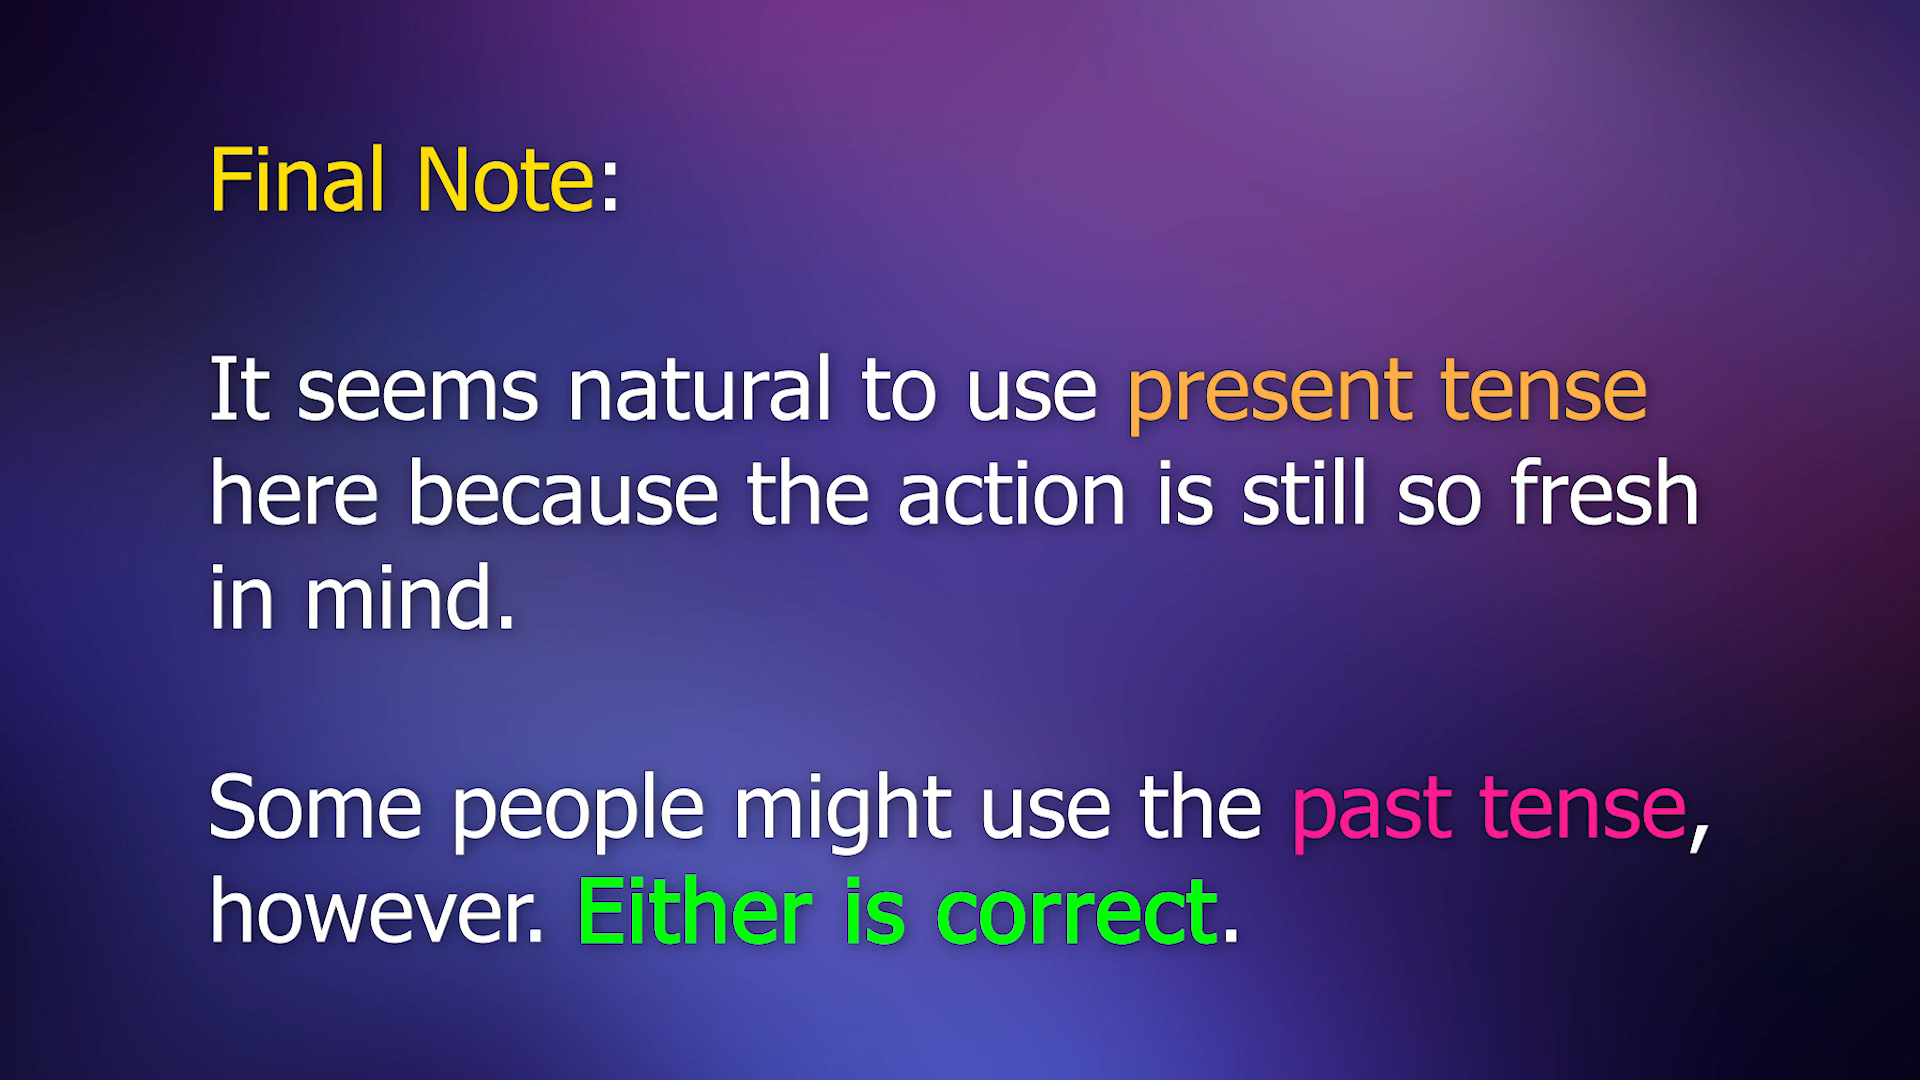 Final Note:
It seems natural to use present tense
here because the action is still so fresh
in mind.
Some people might use the past tense,
however. Either is correct.